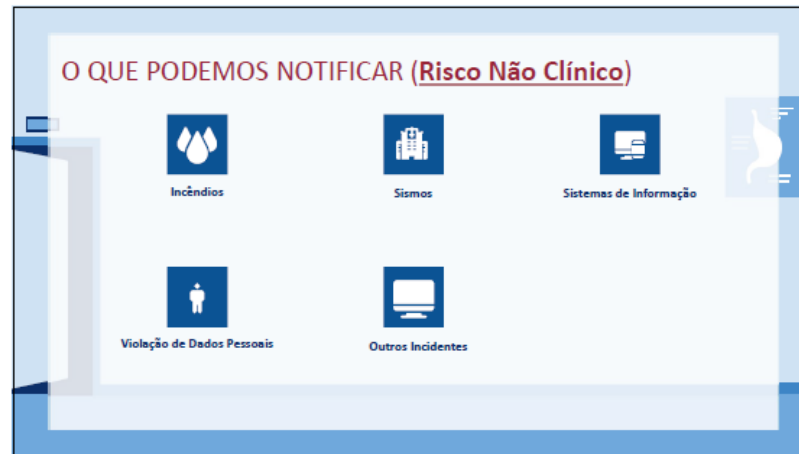 O QUE PODEMOS NOTIFICAR (Risco Não Clínico)
Incêndios
Sismos
Sistemas de Informação
Violação de Dados Pessoais
Outros Incidentes